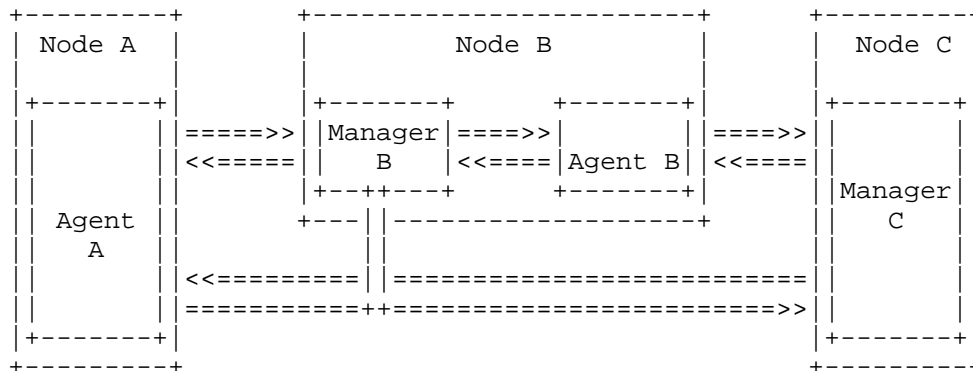 Node A
Node B
Node C
Manager
B
Agent B
Agent
A
Manager
C